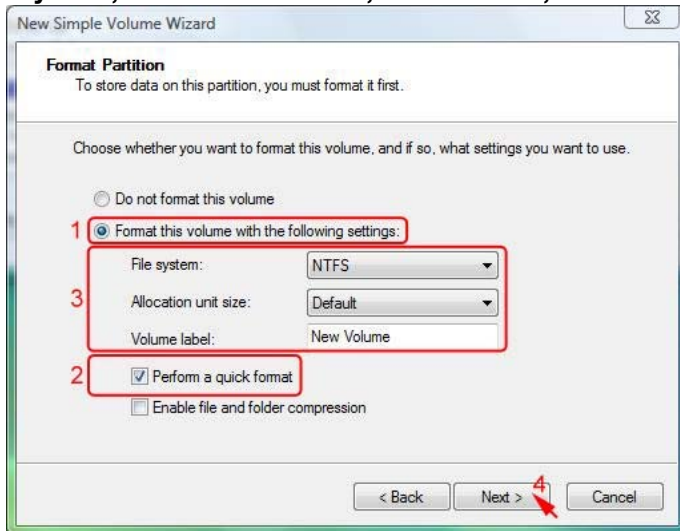 New Simple Volume Wizard
Format Partition
To store data on this partition, you must format it first.
Choose whether you want to format this volume, and if so, what settings you want to use.
Do not format this volume
1 Format this volume with the following settings:
File system: NTFS
3 Allocation unit size: Default
Volume label: New Volume
2 Perform a quick format
Enable file and folder compression
< Back Next > 4 Cancel